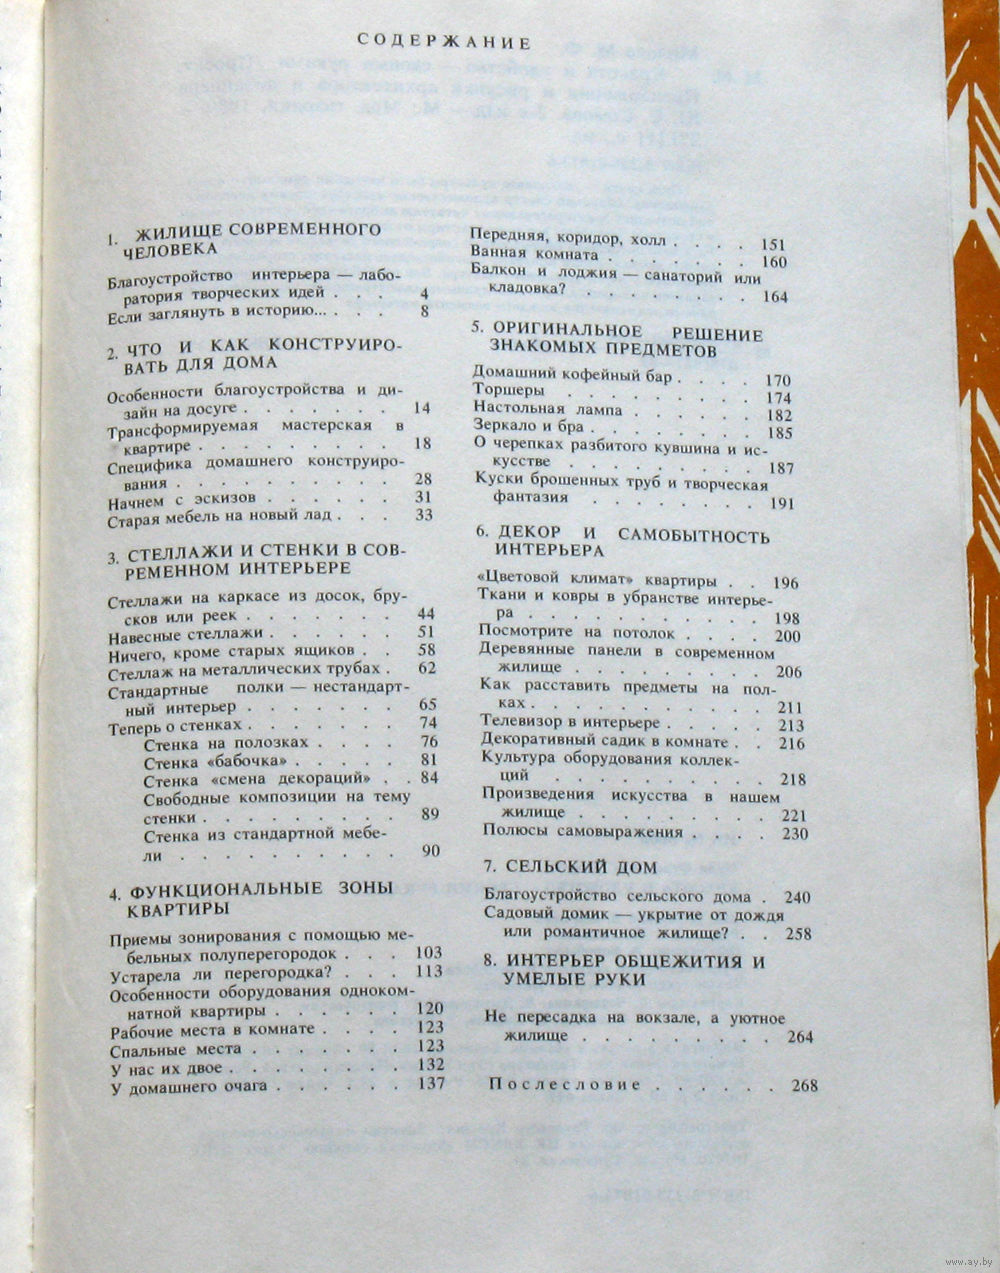 СОДЕРЖАНИЕ
1. ЖИЛИЩЕ СОВРЕМЕННОГО
ЧЕЛОВЕКА
Благоустройство интерьера — лабо-
ратория творческих идей . . . 4
Если заглянуть в историю... . . . 8
2. ЧТО И КАК КОНСТРУИРО-
ВАТЬ ДЛЯ ДОМА
Особенности благоустройства и ди-
зайн на досуге . . . . . . . 14
Трансформируемая мастерская в
квартире . . . . . . . . . 18
Специфика домашнего конструиро-
вания . . . . . . . . . . 28
Начнем с эскизов . . . . . . 31
Старая мебель на новый лад . . . 33
3. СТЕЛЛАЖИ И СТЕНКИ В СОВ-
РЕМЕННОМ ИНТЕРЬЕРЕ
Стеллажи на каркасе из досок, бру-
сков или реек . . . . . . . 44
Навесные стеллажи . . . . . . 51
Ничего, кроме старых ящиков . . 58
Стеллаж на металлических трубах . 62
Стандартные полки — нестандарт-
ный интерьер . . . . . . . 65
Теперь о стенках . . . . . . . 74
Стенка на полозках . . . . 76
Стенка «бабочка» . . . . . 81
Стенка «смена декораций» . . 84
Свободные композиции на тему
стенки . . . . . . . . . 89
Стенка из стандартной мебе-
ли . . . . . . . . . . 90
4. ФУНКЦИОНАЛЬНЫЕ ЗОНЫ
КВАРТИРЫ
Приемы зонирования с помощью ме-
бельных полуперегородок . . . 103
Устарела ли перегородка? . . . 113
Особенности оборудования одноком-
натной квартиры . . . . . . 120
Рабочие места в комнате . . . . 123
Спальные места . . . . . . . 123
У нас их двое . . . . . . . . 132
У домашнего очага . . . . . . 137
Передняя, коридор, холл . . . . 151
Ванная комната . . . . . . . 160
Балкон и лоджия — санаторий или
кладовка? . . . . . . . . 164
5. ОРИГИНАЛЬНОЕ РЕШЕНИЕ
ЗНАКОМЫХ ПРЕДМЕТОВ
Домашний кофейный бар . . . . 170
Торшеры . . . . . . . . . 174
Настольная лампа . . . . . . 182
Зеркало и бра . . . . . . . . 185
О черепках разбитого кувшина и ис-
кусстве . . . . . . . . . 187
Куски брошенных труб и творческая
фантазия . . . . . . . . 191
6. ДЕКОР И САМОБЫТНОСТЬ
ИНТЕРЬЕРА
«Цветовой климат» квартиры . . 196
Ткани и ковры в убранстве интерье-
ра . . . . . . . . . . . 198
Посмотрите на потолок . . . . 200
Деревянные панели в современном
жилище . . . . . . . . . 206
Как расставить предметы на пол-
ках . . . . . . . . . . . 211
Телевизор в интерьере . . . . . 213
Декоративный садик в комнате . . 216
Культура оборудования коллек-
ций . . . . . . . . . . 218
Произведения искусства в нашем
жилище . . . . . . . . . 221
Полюсы самовыражения . . . . 230
7. СЕЛЬСКИЙ ДОМ
Благоустройство сельского дома . 240
Садовый домик — укрытие от дождя
или романтичное жилище? . . 258
8. ИНТЕРЬЕР ОБЩЕЖИТИЯ И
УМЕЛЫЕ РУКИ
Не пересадка на вокзале, а уютное
жилище . . . . . . . . . 264
Послесловие . . . . . . 268
www.ay.by